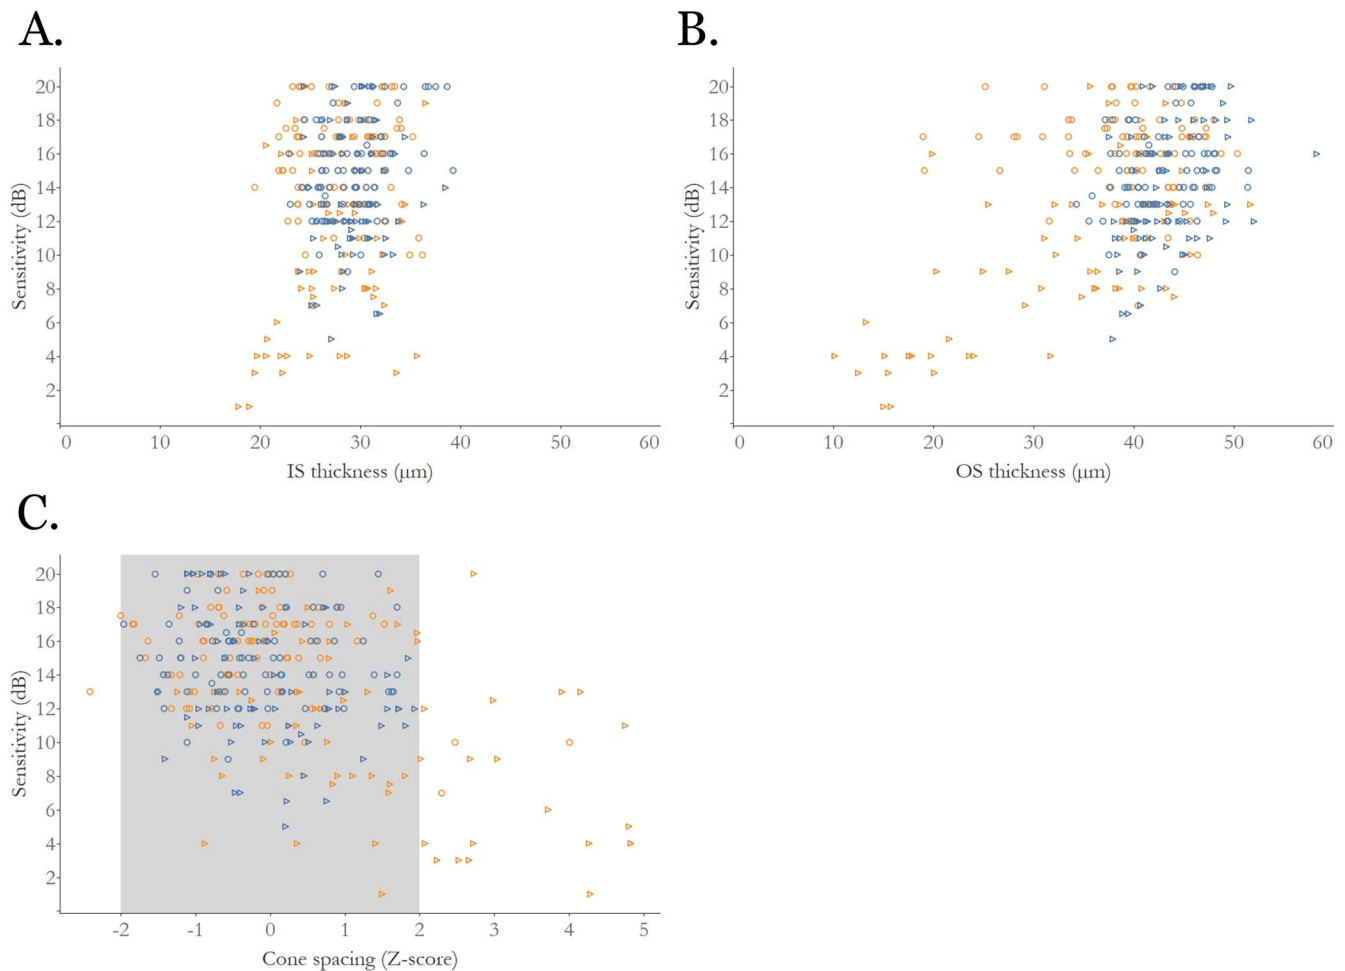 A.
B.
20
18
16
14
12
10
8
6
4
2
Sensitivity (dB)
0 10 20 30 40 50 60
IS thickness (µm)
20
18
16
14
12
10
8
6
4
2
Sensitivity (dB)
0 10 20 30 40 50 60
OS thickness (µm)
C.
20
18
16
14
12
10
8
6
4
2
Sensitivity (dB)
-2 -1 0 1 2 3 4 5
Cone spacing (Z-score)